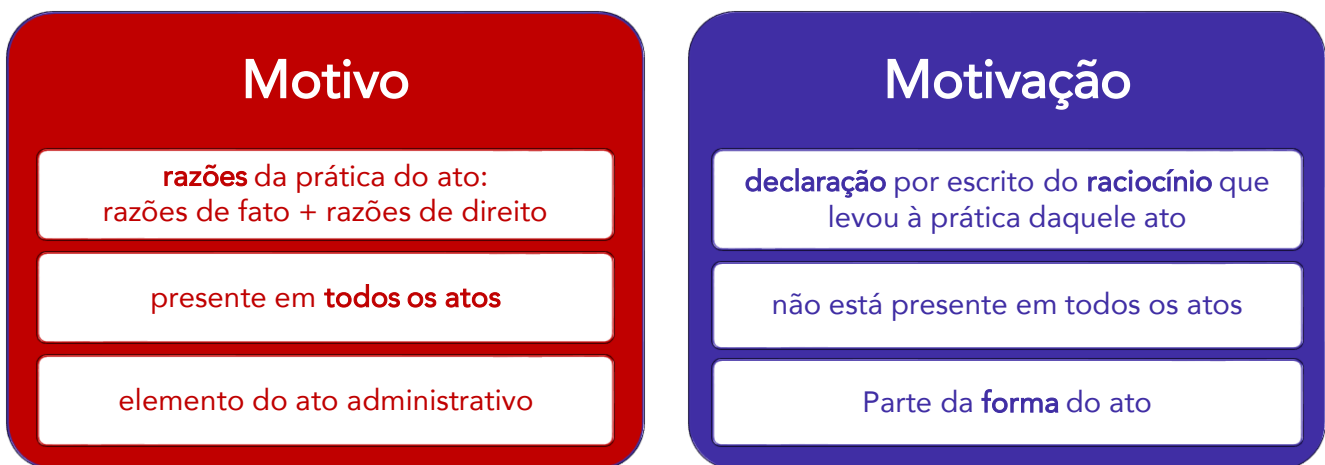 Motivo
razões da prática do ato:
razões de fato + razões de direito
presente em todos os atos
elemento do ato administrativo
Motivação
declaração por escrito do raciocínio que
levou à prática daquele ato
não está presente em todos os atos
Parte da forma do ato